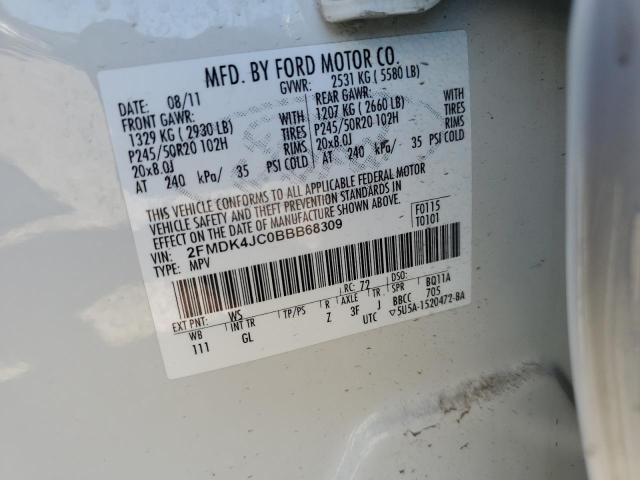 MFD. BY FORD MOTOR CO.
DATE: 08/11 GVWR: 2531 KG ( 5580 LB)
FRONT GAWR: REAR GAWR:
1329 KG ( 2930 LB) 1207 KG ( 2660 LB)
P245/50R20 102H TIRES P245/50R20 102H TIRES
20x8.0J RIMS 20x8.0J RIMS
AT 240 kPa/ 35 PSI COLD AT 240 kPa/ 35 PSI COLD
THIS VEHICLE CONFORMS TO ALL APPLICABLE FEDERAL MOTOR
VEHICLE SAFETY AND THEFT PREVENTION STANDARDS IN
EFFECT ON THE DATE OF MANUFACTURE SHOWN ABOVE.
VIN: 2FMDK4JC0BBB68309 F0115
TYPE: MPV T0101
EXT PNT: WS RC: 72 DSO:
WB INT TR TP/PS R AXLE TR SPR BQ11A
111 GL Z 3F J BBCC 705
UTC ▽5U5A-1520472-BA